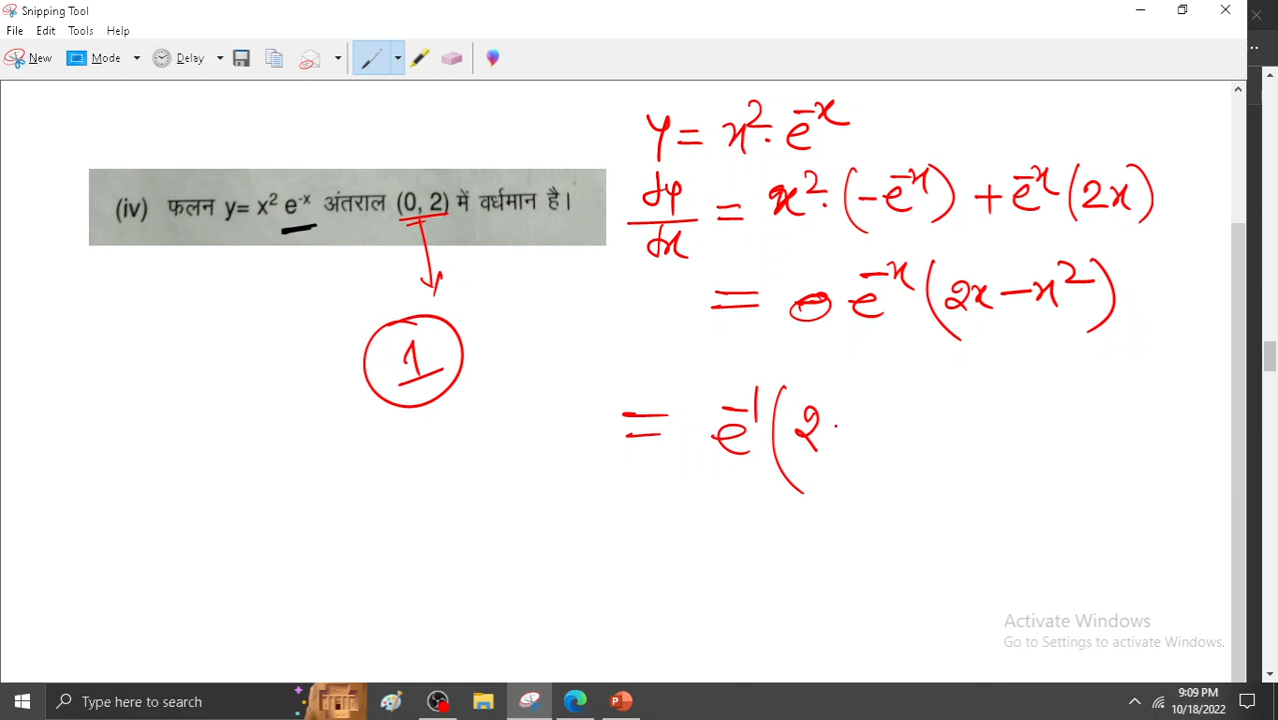 Snipping Tool
File Edit Tools Help
New Mode Delay
y = x² · e⁻ˣ
dy/dx = x² · (-e⁻ˣ) + e⁻ˣ (2x)
(iv) फलन y= x² e⁻ˣ अंतराल (0, 2) में वर्धमान है।
= e⁻ˣ (2x - x²)
1
= e⁻¹ (2
Activate Windows
Go to Settings to activate Windows.
Type here to search
9:09 PM
10/18/2022